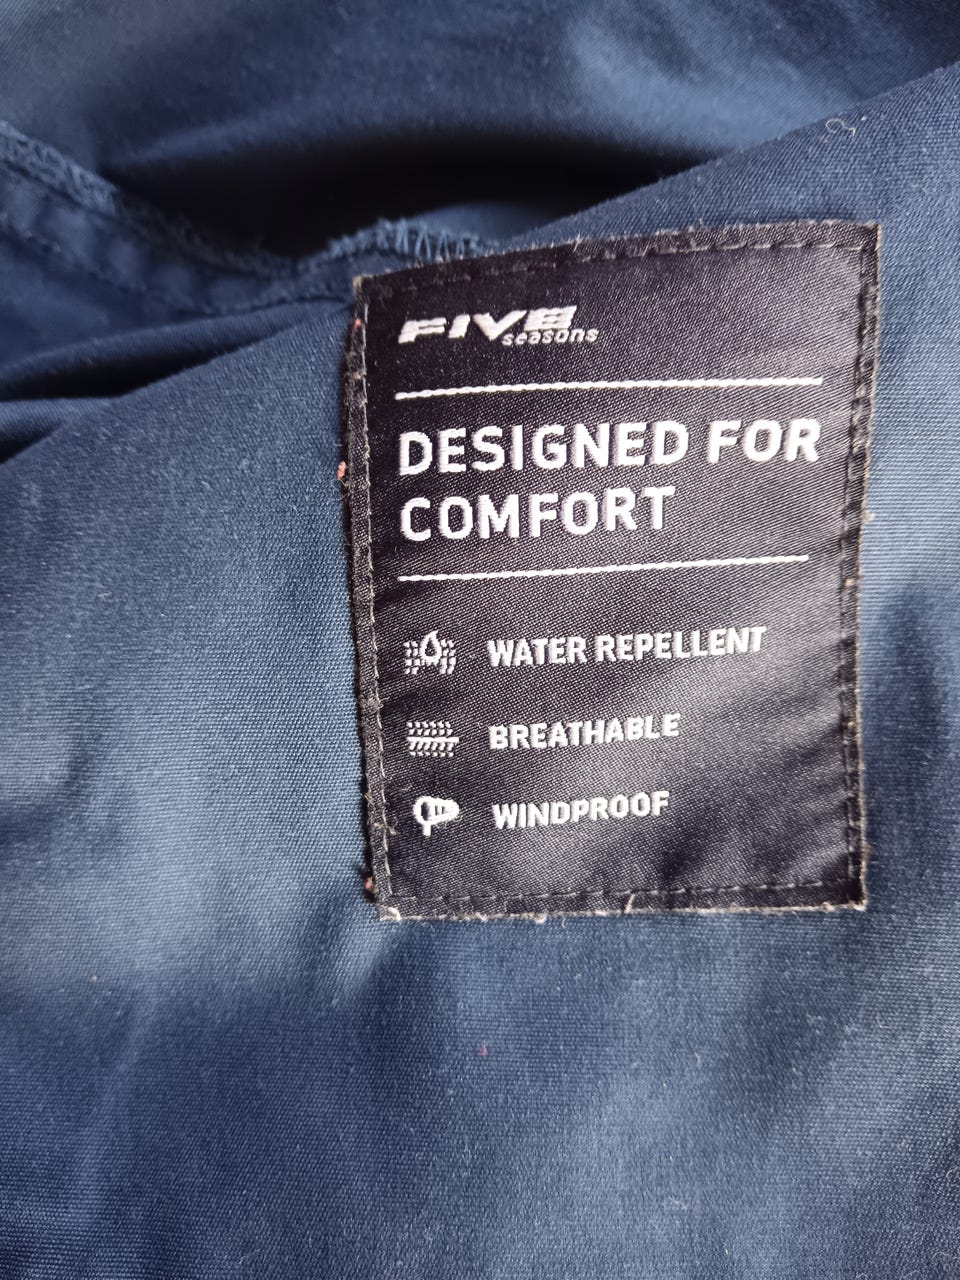 FIVE
seasons
DESIGNED FOR
COMFORT
WATER REPELLENT
BREATHABLE
WINDPROOF